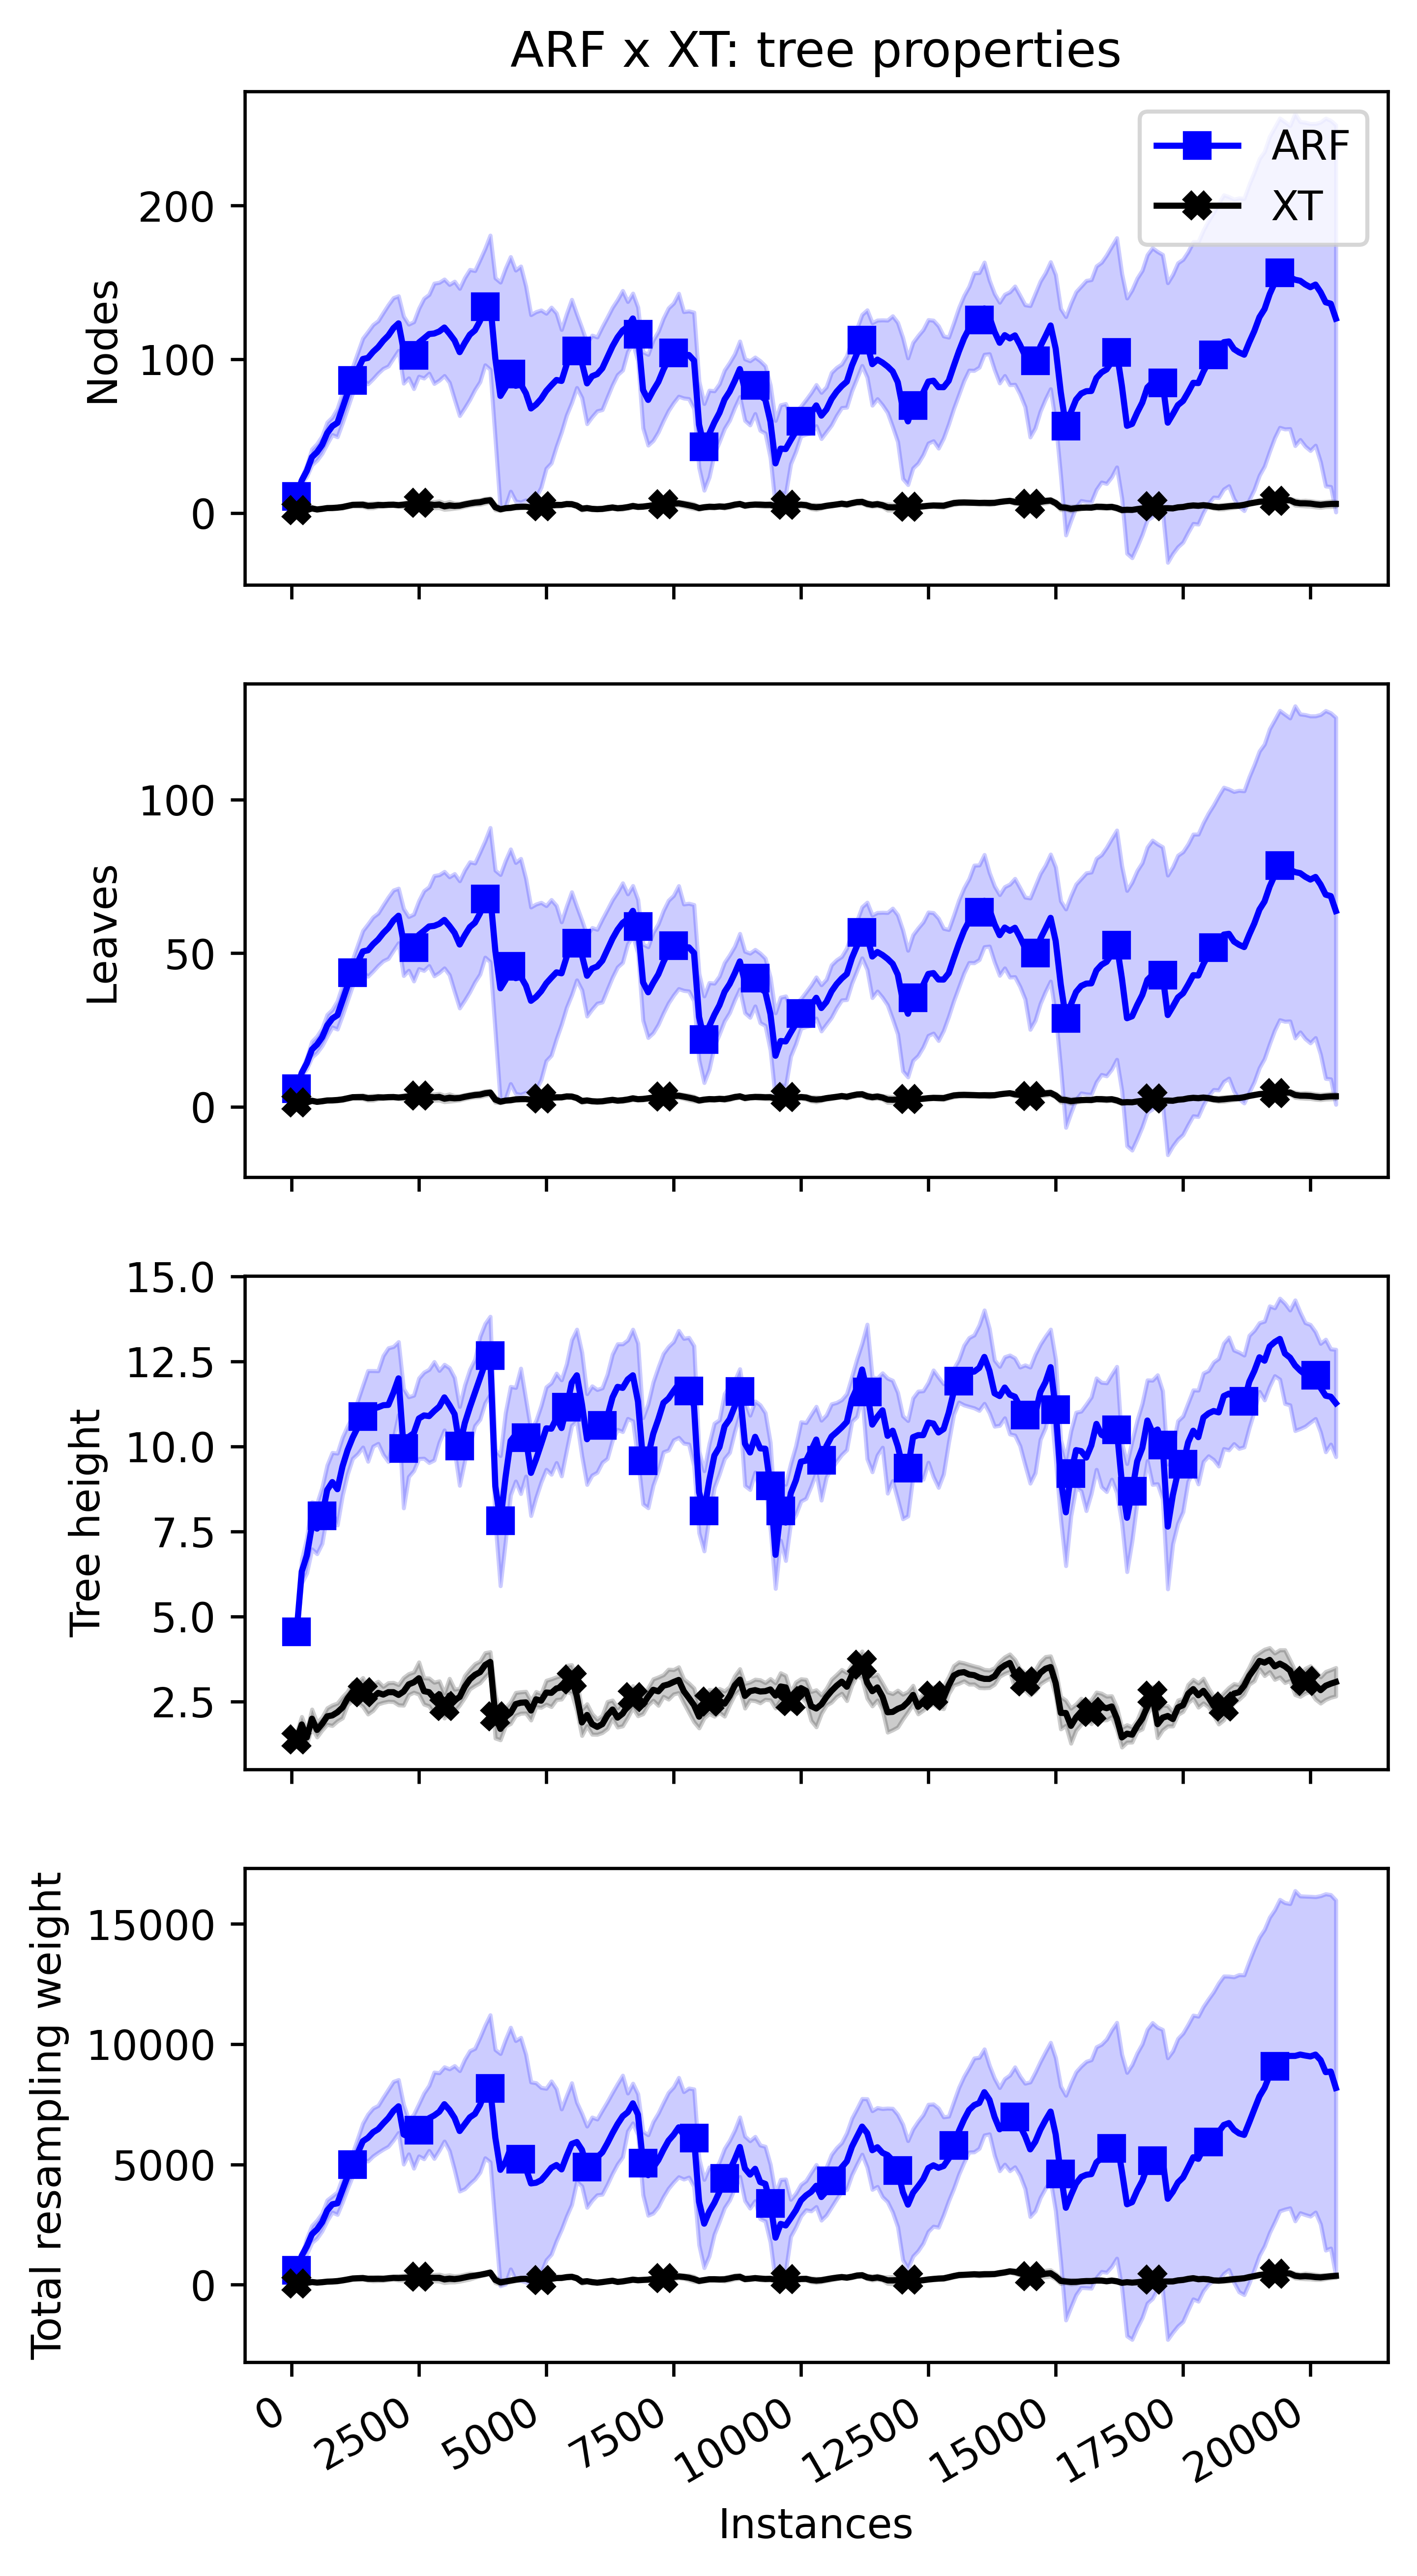 ARF x XT: tree properties
ARF
XT
200
100
0
Nodes
100
50
0
Leaves
15.0
12.5
10.0
7.5
5.0
2.5
Tree height
15000
10000
5000
0
Total resampling weight
0 2500 5000 7500 10000 12500 15000 17500 20000
Instances